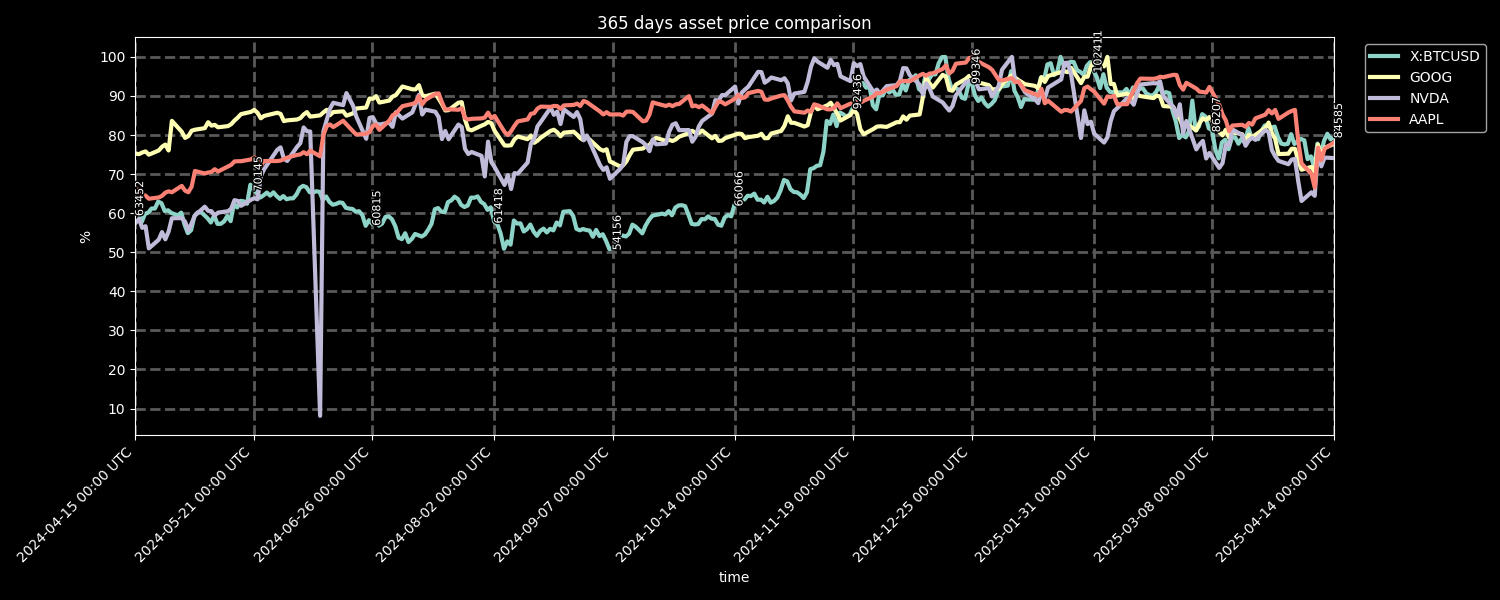 365 days asset price comparison
%
100
90
80
70
60
50
40
30
20
10
63452
70145
60815
61418
54156
66066
92436
99346
102411
86207
84585
2024-04-15 00:00 UTC
2024-05-21 00:00 UTC
2024-06-26 00:00 UTC
2024-08-02 00:00 UTC
2024-09-07 00:00 UTC
2024-10-14 00:00 UTC
2024-11-19 00:00 UTC
2024-12-25 00:00 UTC
2025-01-31 00:00 UTC
2025-03-08 00:00 UTC
2025-04-14 00:00 UTC
time
X:BTCUSD
GOOG
NVDA
AAPL